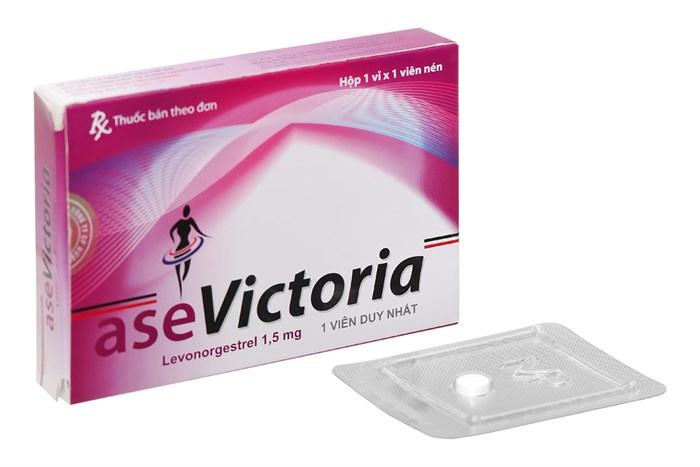 Hộp 1 vỉ x 1 viên nén
Rx Thuốc bán theo đơn
aseVictoria
Levonorgestrel 1,5 mg
1 VIÊN DUY NHẤT
aseVictoria